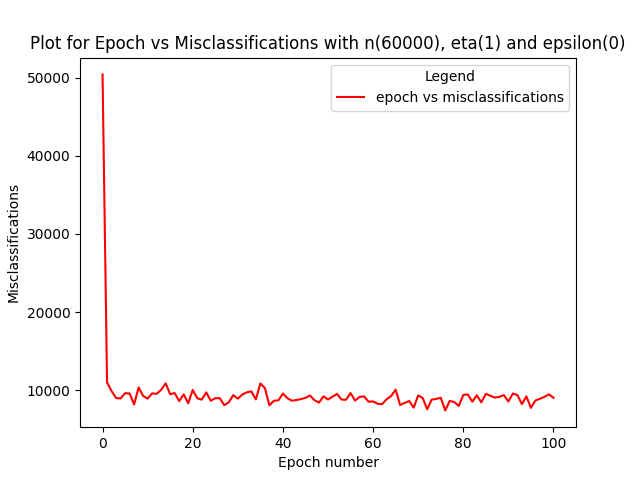 Plot for Epoch vs Misclassifications with n(60000), eta(1) and epsilon(0)
Legend
epoch vs misclassifications
Misclassifications
50000
40000
30000
20000
10000
0 20 40 60 80 100
Epoch number